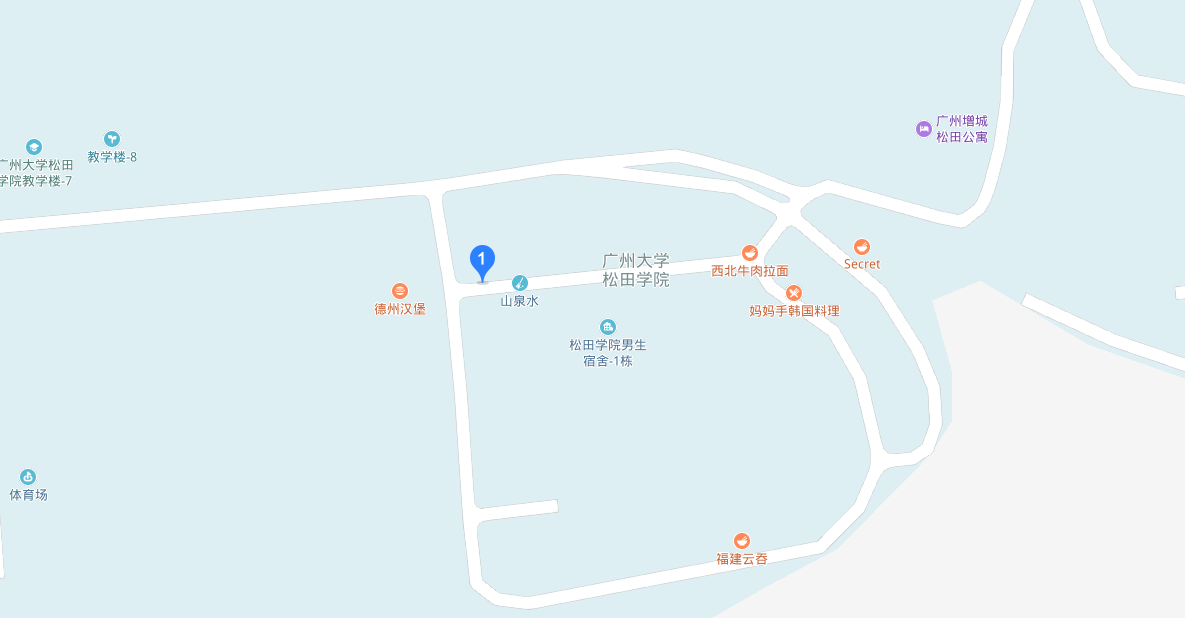 广州增城
松田公寓
教学楼-8
广州大学松田
学院教学楼-7
1
广州大学
松田学院
西北牛肉拉面
Secret
山泉水
德州汉堡
妈妈手韩国料理
松田学院男生
宿舍-1栋
体育场
福建云吞